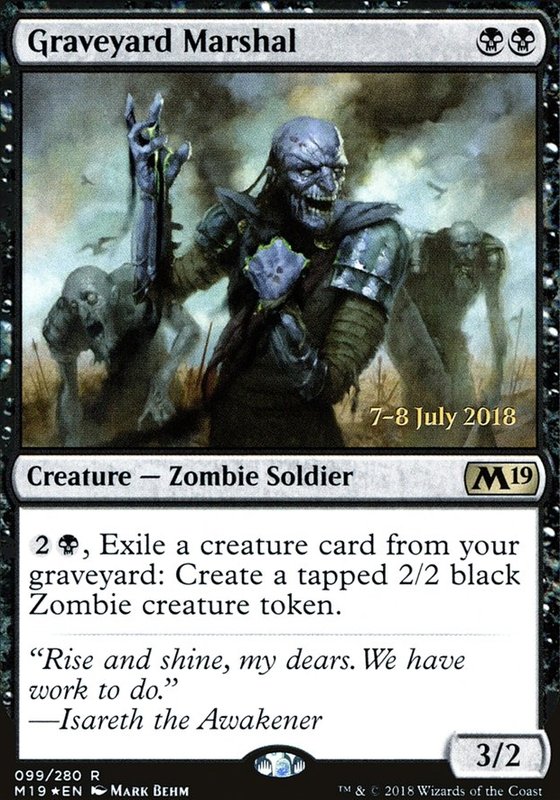 Graveyard Marshal
7–8 July 2018
Creature — Zombie Soldier
M19
2, Exile a creature card from your
graveyard: Create a tapped 2/2 black
Zombie creature token.
“Rise and shine, my dears. We have
work to do.”
—Isareth the Awakener
3/2
099/280 R
M19 ★ EN Mark Behm
™ & © 2018 Wizards of the Coast